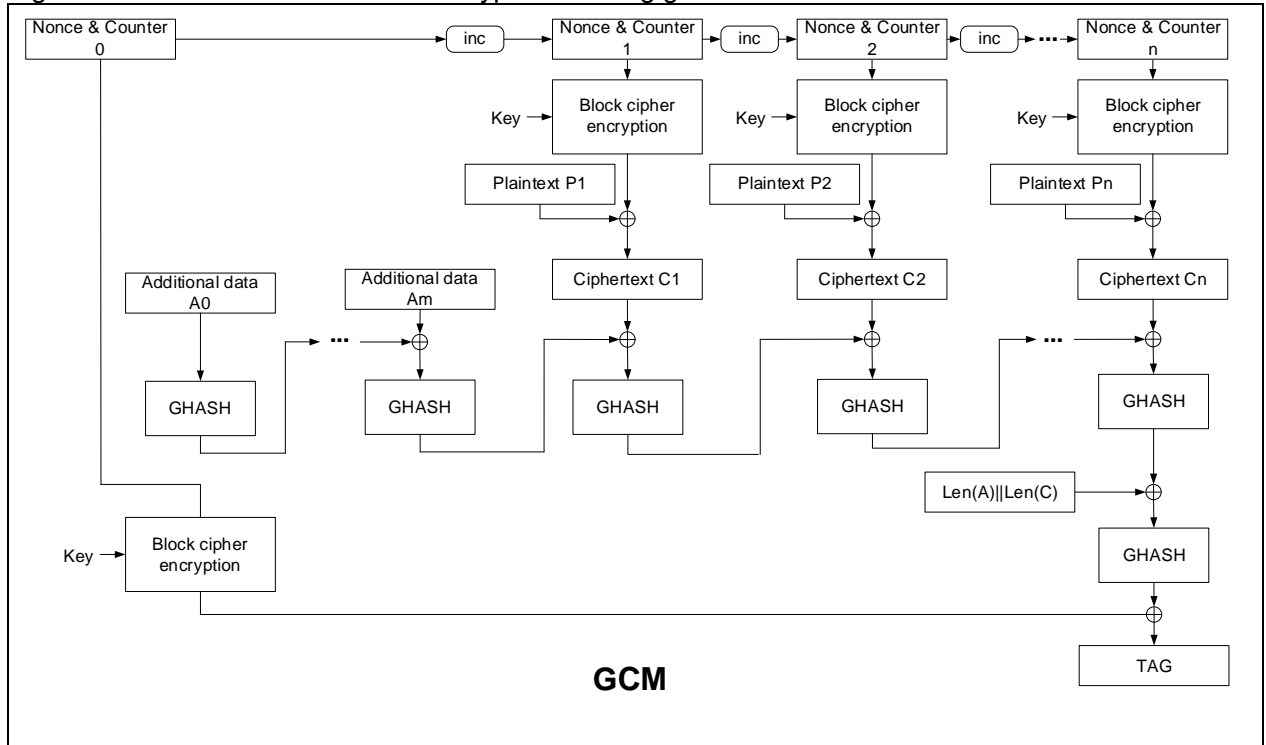 Nonce & Counter
0
inc
Nonce & Counter
1
inc
Nonce & Counter
2
inc
...
Nonce & Counter
n
Key
Block cipher
encryption
Key
Block cipher
encryption
Key
Block cipher
encryption
Plaintext P1
Plaintext P2
Plaintext Pn
Additional data
A0
Additional data
Am
Ciphertext C1
Ciphertext C2
Ciphertext Cn
...
...
GHASH
GHASH
GHASH
GHASH
GHASH
Len(A)||Len(C)
Key
Block cipher
encryption
GHASH
TAG
GCM